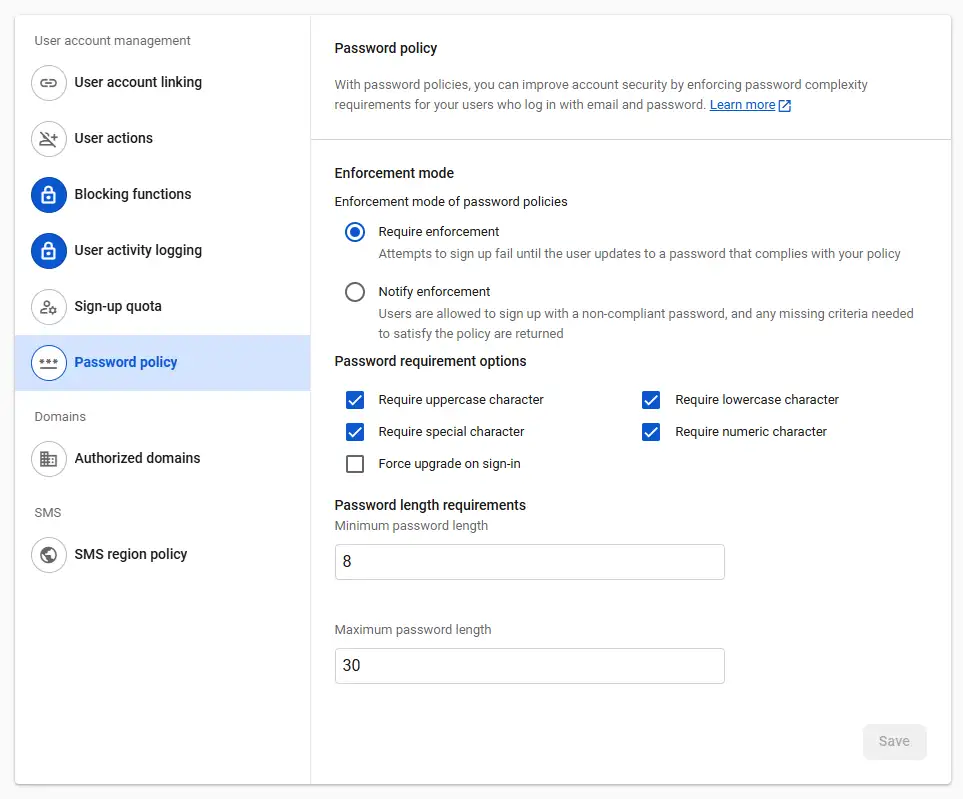 User account management
User account linking
User actions
Blocking functions
User activity logging
Sign-up quota
Password policy
Domains
Authorized domains
SMS
SMS region policy
Password policy
With password policies, you can improve account security by enforcing password complexity
requirements for your users who log in with email and password. Learn more
Enforcement mode
Enforcement mode of password policies
Require enforcement
Attempts to sign up fail until the user updates to a password that complies with your policy
Notify enforcement
Users are allowed to sign up with a non-compliant password, and any missing criteria needed
to satisfy the policy are returned
Password requirement options
Require uppercase character
Require lowercase character
Require special character
Require numeric character
Force upgrade on sign-in
Password length requirements
Minimum password length
8
Maximum password length
30
Save